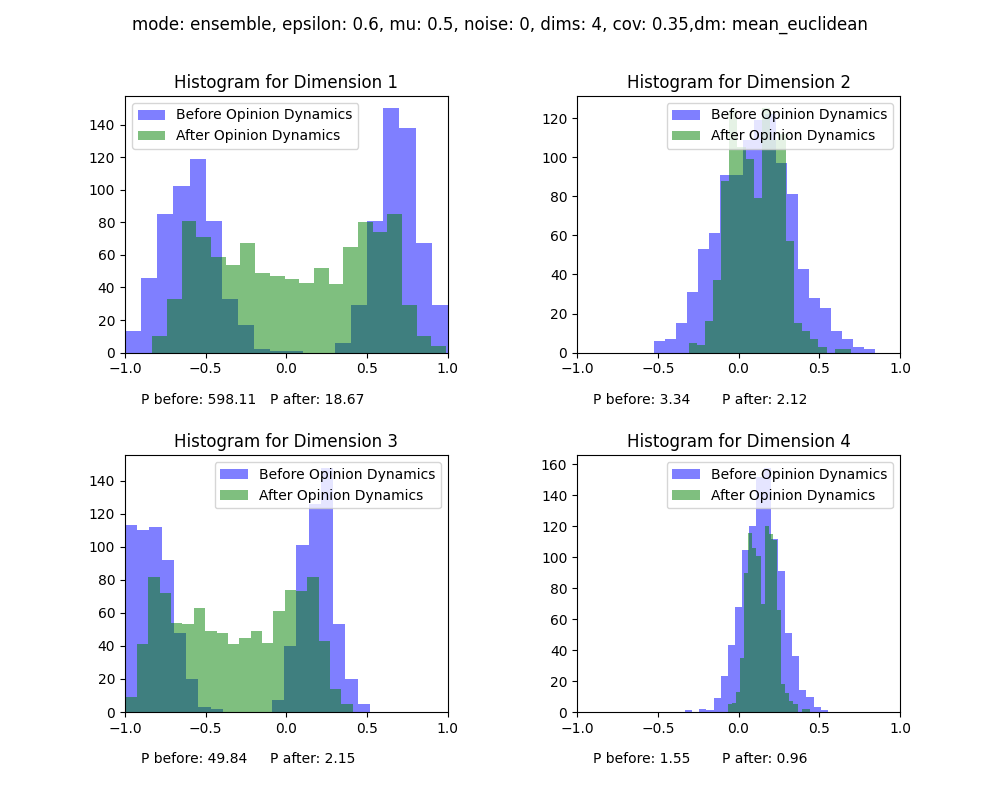 mode: ensemble, epsilon: 0.6, mu: 0.5, noise: 0, dims: 4, cov: 0.35,dm: mean_euclidean
Histogram for Dimension 1
Before Opinion Dynamics
After Opinion Dynamics
140
120
100
80
60
40
20
0
−1.0 −0.5 0.0 0.5 1.0
P before: 598.11 P after: 18.67
Histogram for Dimension 2
Before Opinion Dynamics
After Opinion Dynamics
120
100
80
60
40
20
0
−1.0 −0.5 0.0 0.5 1.0
P before: 3.34 P after: 2.12
Histogram for Dimension 3
Before Opinion Dynamics
After Opinion Dynamics
140
120
100
80
60
40
20
0
−1.0 −0.5 0.0 0.5 1.0
P before: 49.84 P after: 2.15
Histogram for Dimension 4
Before Opinion Dynamics
After Opinion Dynamics
160
140
120
100
80
60
40
20
0
−1.0 −0.5 0.0 0.5 1.0
P before: 1.55 P after: 0.96